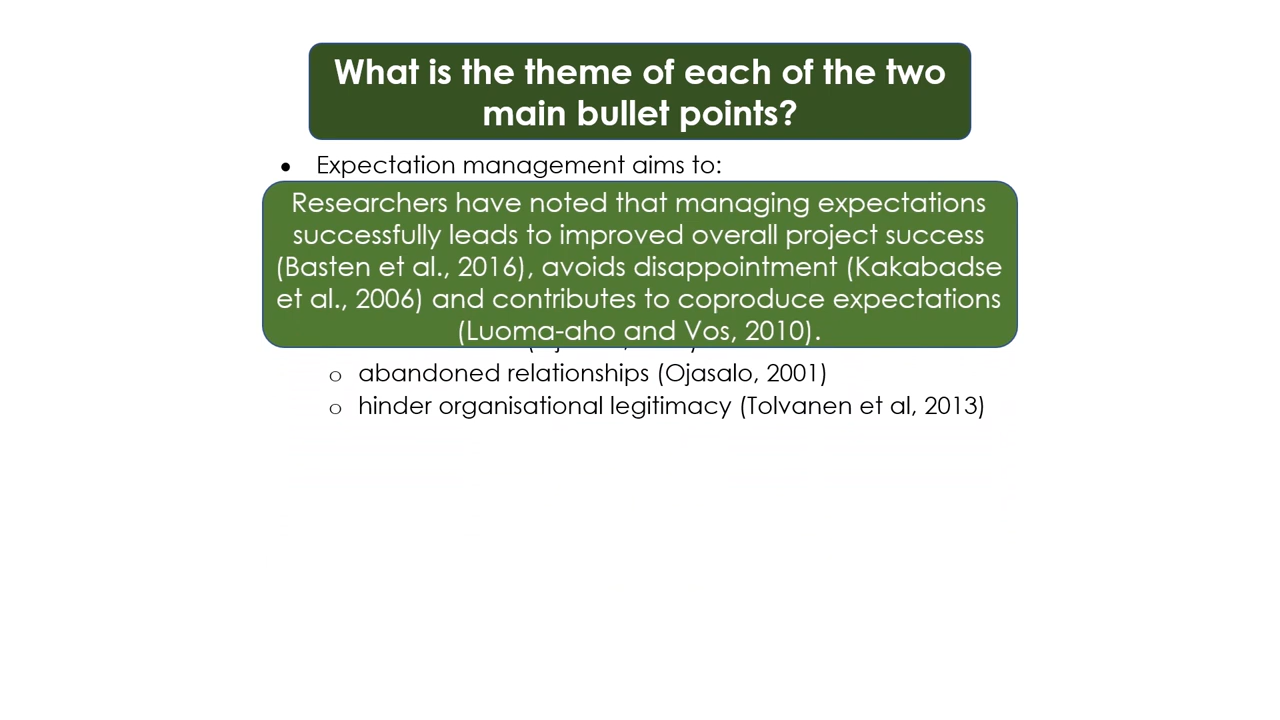 What is the theme of each of the two
main bullet points?
• Expectation management aims to:
Researchers have noted that managing expectations
successfully leads to improved overall project success
(Basten et al., 2016), avoids disappointment (Kakabadse
et al., 2006) and contributes to coproduce expectations
(Luoma-aho and Vos, 2010).
o abandoned relationships (Ojasalo, 2001)
o hinder organisational legitimacy (Tolvanen et al, 2013)